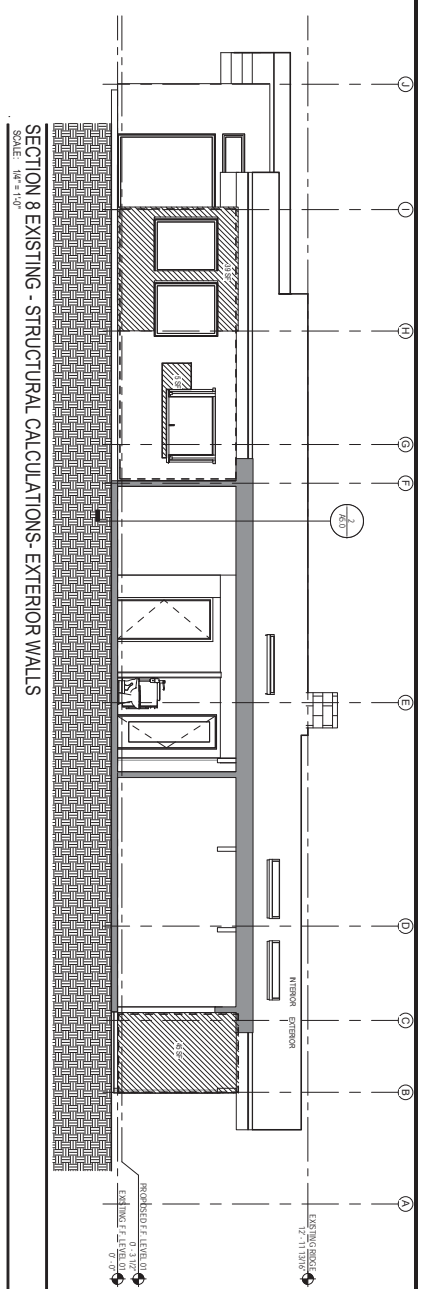 J
I
H
G
F
E
D
C
B
A
2
A6.0
INTERIOR EXTERIOR
EXISTING RIDGE
12' - 11 13/16"
PROPOSED F.F. LEVEL 01
0' - 3 1/2"
EXISTING F.F. LEVEL 01
0' - 0"
SECTION 8 EXISTING - STRUCTURAL CALCULATIONS- EXTERIOR WALLS
SCALE: 1/4" = 1'-0"